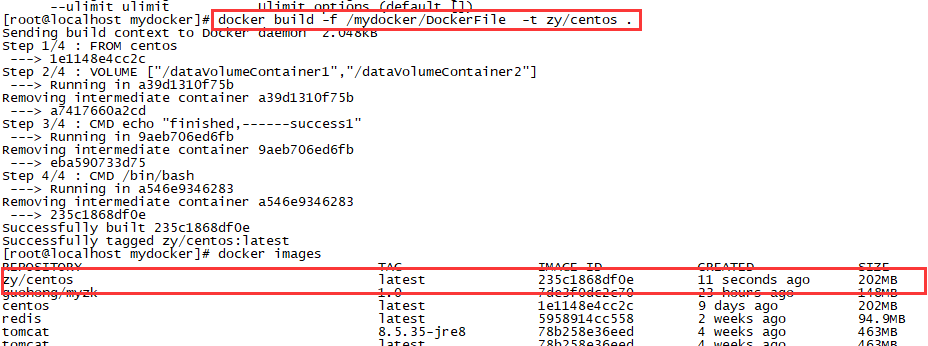 --ulimit ulimit ulimit options (default [])
[root@localhost mydocker]# docker build -f /mydocker/DockerFile -t zy/centos .
Sending build context to Docker daemon 2.048kB
Step 1/4 : FROM centos
---> 1e1148e4cc2c
Step 2/4 : VOLUME ["/dataVolumeContainer1","/dataVolumeContainer2"]
---> Running in a39d1310f75b
Removing intermediate container a39d1310f75b
---> a7417660a2cd
Step 3/4 : CMD echo "finished,------success1"
---> Running in 9aeb706ed6fb
Removing intermediate container 9aeb706ed6fb
---> eba590733d75
Step 4/4 : CMD /bin/bash
---> Running in a546e9346283
Removing intermediate container a546e9346283
---> 235c1868df0e
Successfully built 235c1868df0e
Successfully tagged zy/centos:latest
[root@localhost mydocker]# docker images
REPOSITORY TAG IMAGE ID CREATED SIZE
zy/centos latest 235c1868df0e 11 seconds ago 202MB
guohong/myzk 1.0 7de3f0dc2c70 23 hours ago 148MB
centos latest 1e1148e4cc2c 9 days ago 202MB
redis latest 5958914cc558 2 weeks ago 94.9MB
tomcat 8.5.35-jre8 78b258e36eed 4 weeks ago 463MB
tomcat latest 78b258e36eed 4 weeks ago 463MB